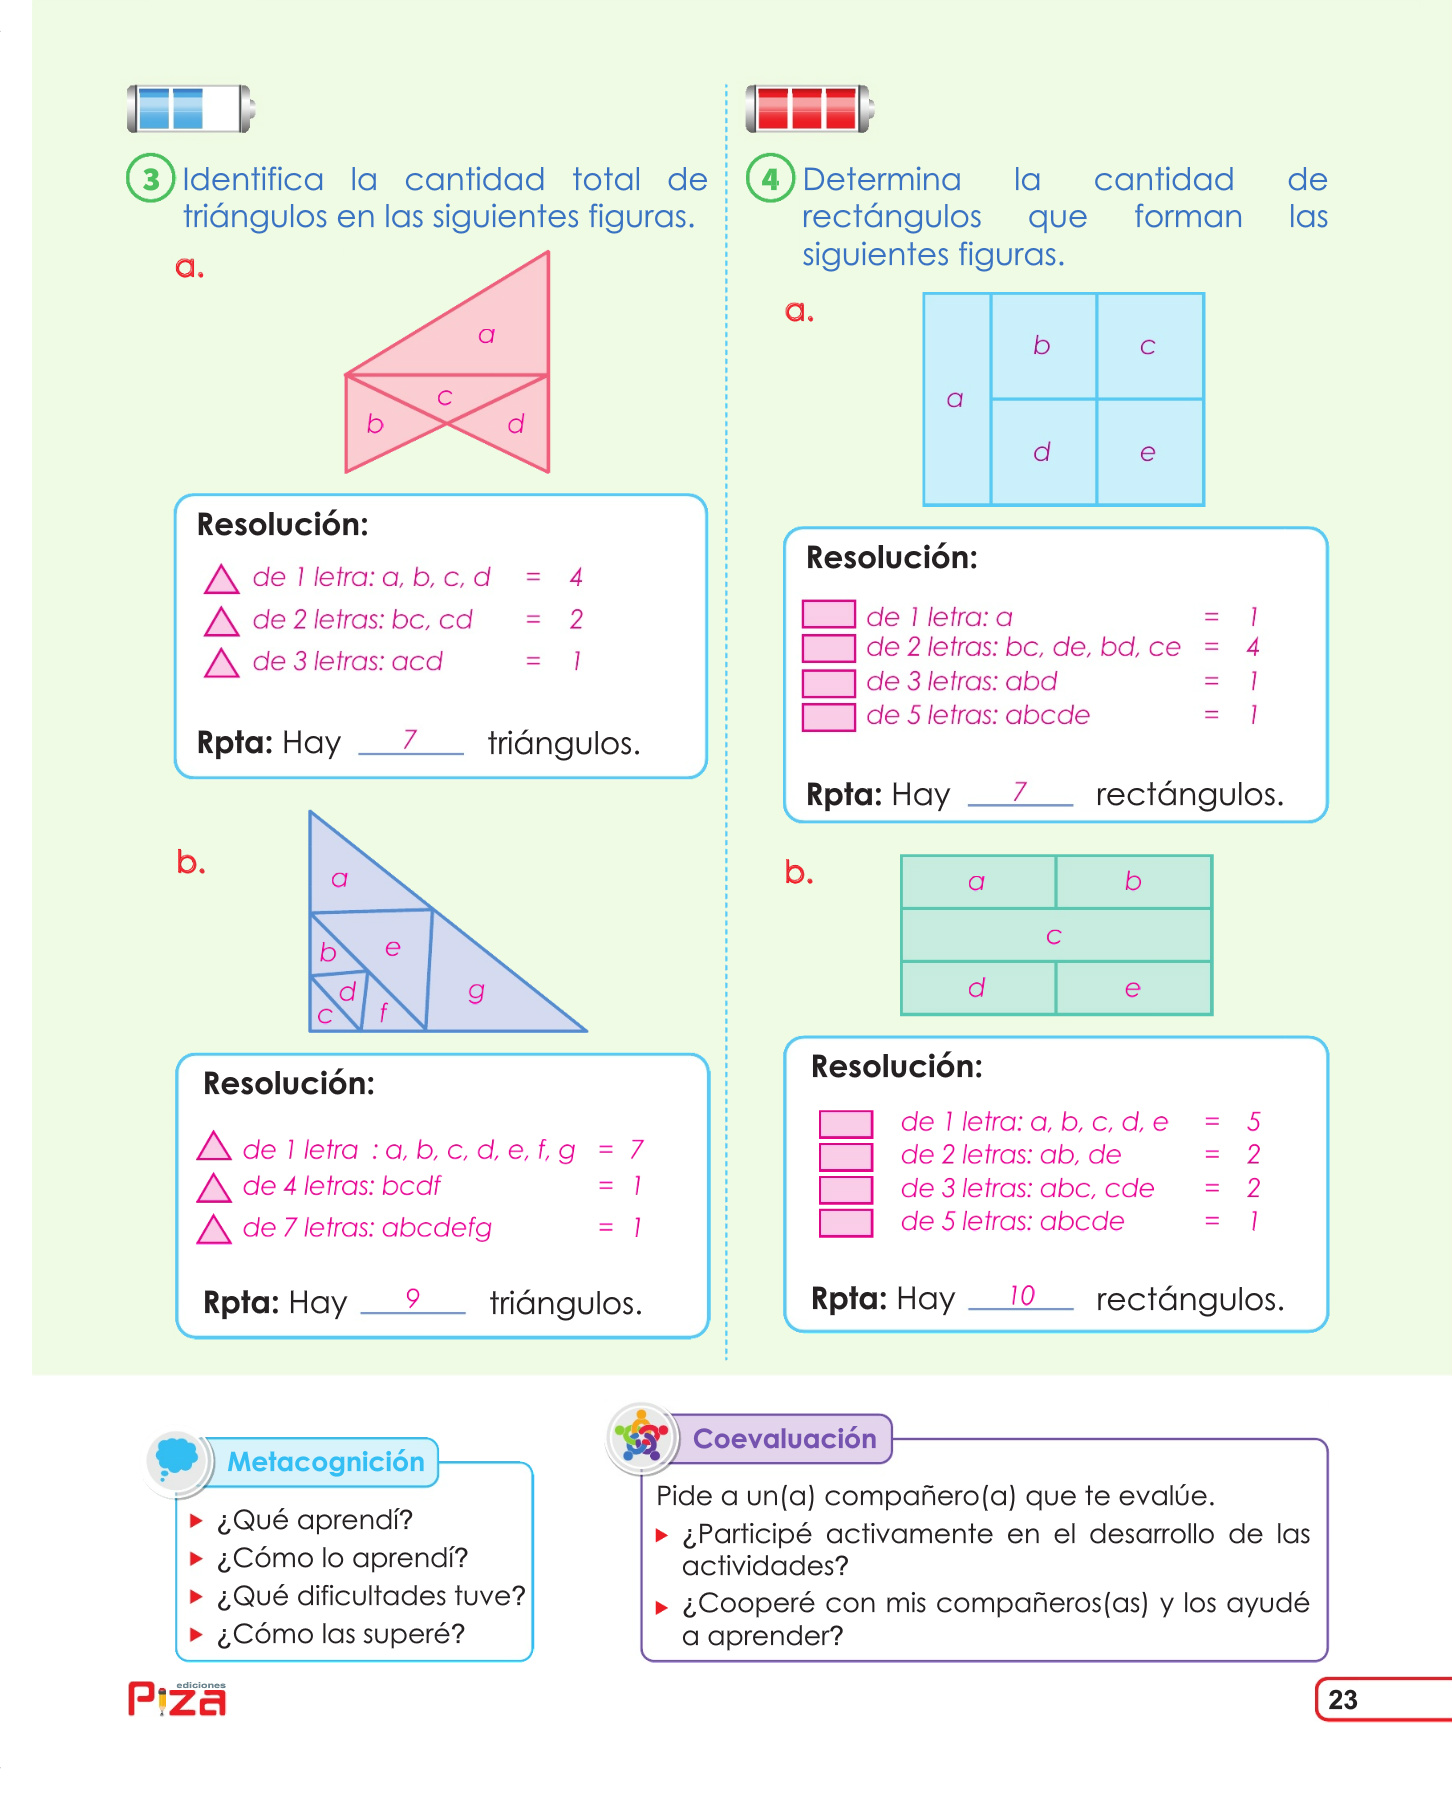 3 Identifica la cantidad total de
triángulos en las siguientes figuras.
a.
a
c
b
d
Resolución:
de 1 letra: a, b, c, d = 4
de 2 letras: bc, cd = 2
de 3 letras: acd = 1
Rpta: Hay 7 triángulos.
b.
a
b
e
d
g
c
f
Resolución:
de 1 letra : a, b, c, d, e, f, g = 7
de 4 letras: bcdf = 1
de 7 letras: abcdefg = 1
Rpta: Hay 9 triángulos.
4 Determina la cantidad de
rectángulos que forman las
siguientes figuras.
a.
b c
a
d e
Resolución:
de 1 letra: a = 1
de 2 letras: bc, de, bd, ce = 4
de 3 letras: abd = 1
de 5 letras: abcde = 1
Rpta: Hay 7 rectángulos.
b.
a b
c
d e
Resolución:
de 1 letra: a, b, c, d, e = 5
de 2 letras: ab, de = 2
de 3 letras: abc, cde = 2
de 5 letras: abcde = 1
Rpta: Hay 10 rectángulos.
Metacognición
¿Qué aprendí?
¿Cómo lo aprendí?
¿Qué dificultades tuve?
¿Cómo las superé?
Coevaluación
Pide a un(a) compañero(a) que te evalúe.
¿Participé activamente en el desarrollo de las
actividades?
¿Cooperé con mis compañeros(as) y los ayudé
a aprender?
ediciones
Piza
23